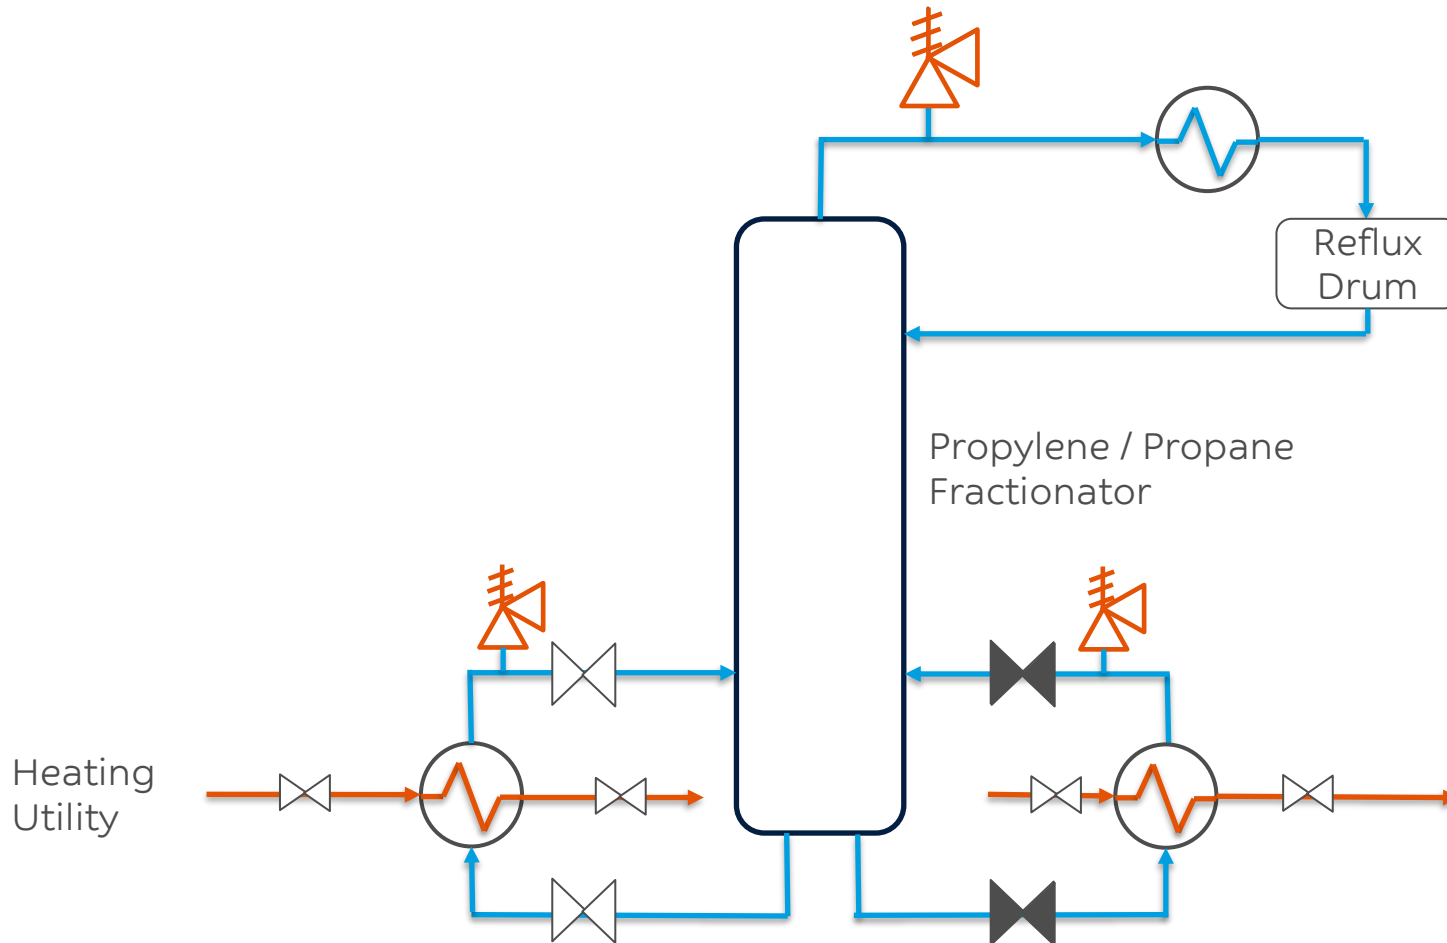 Reflux
Drum
Propylene / Propane
Fractionator
Heating
Utility